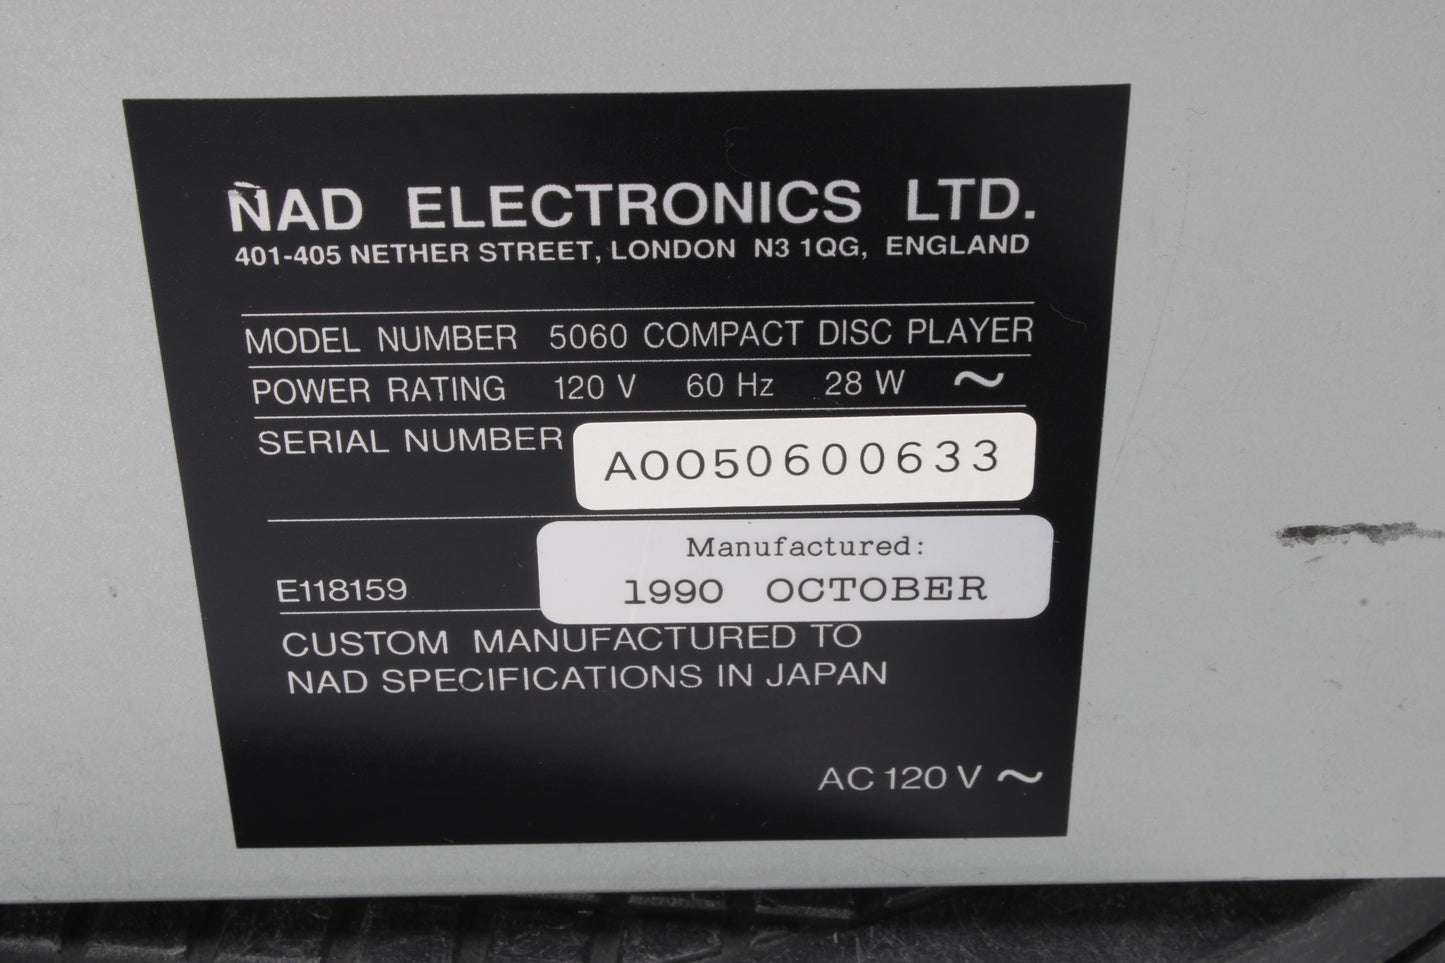 NAD ELECTRONICS LTD.
401-405 NETHER STREET, LONDON N3 1QG, ENGLAND
MODEL NUMBER 5060 COMPACT DISC PLAYER
POWER RATING 120 V 60 Hz 28 W ~
SERIAL NUMBER A0050600633
Manufactured:
1990 OCTOBER
E118159
CUSTOM MANUFACTURED TO
NAD SPECIFICATIONS IN JAPAN
AC 120 V ~